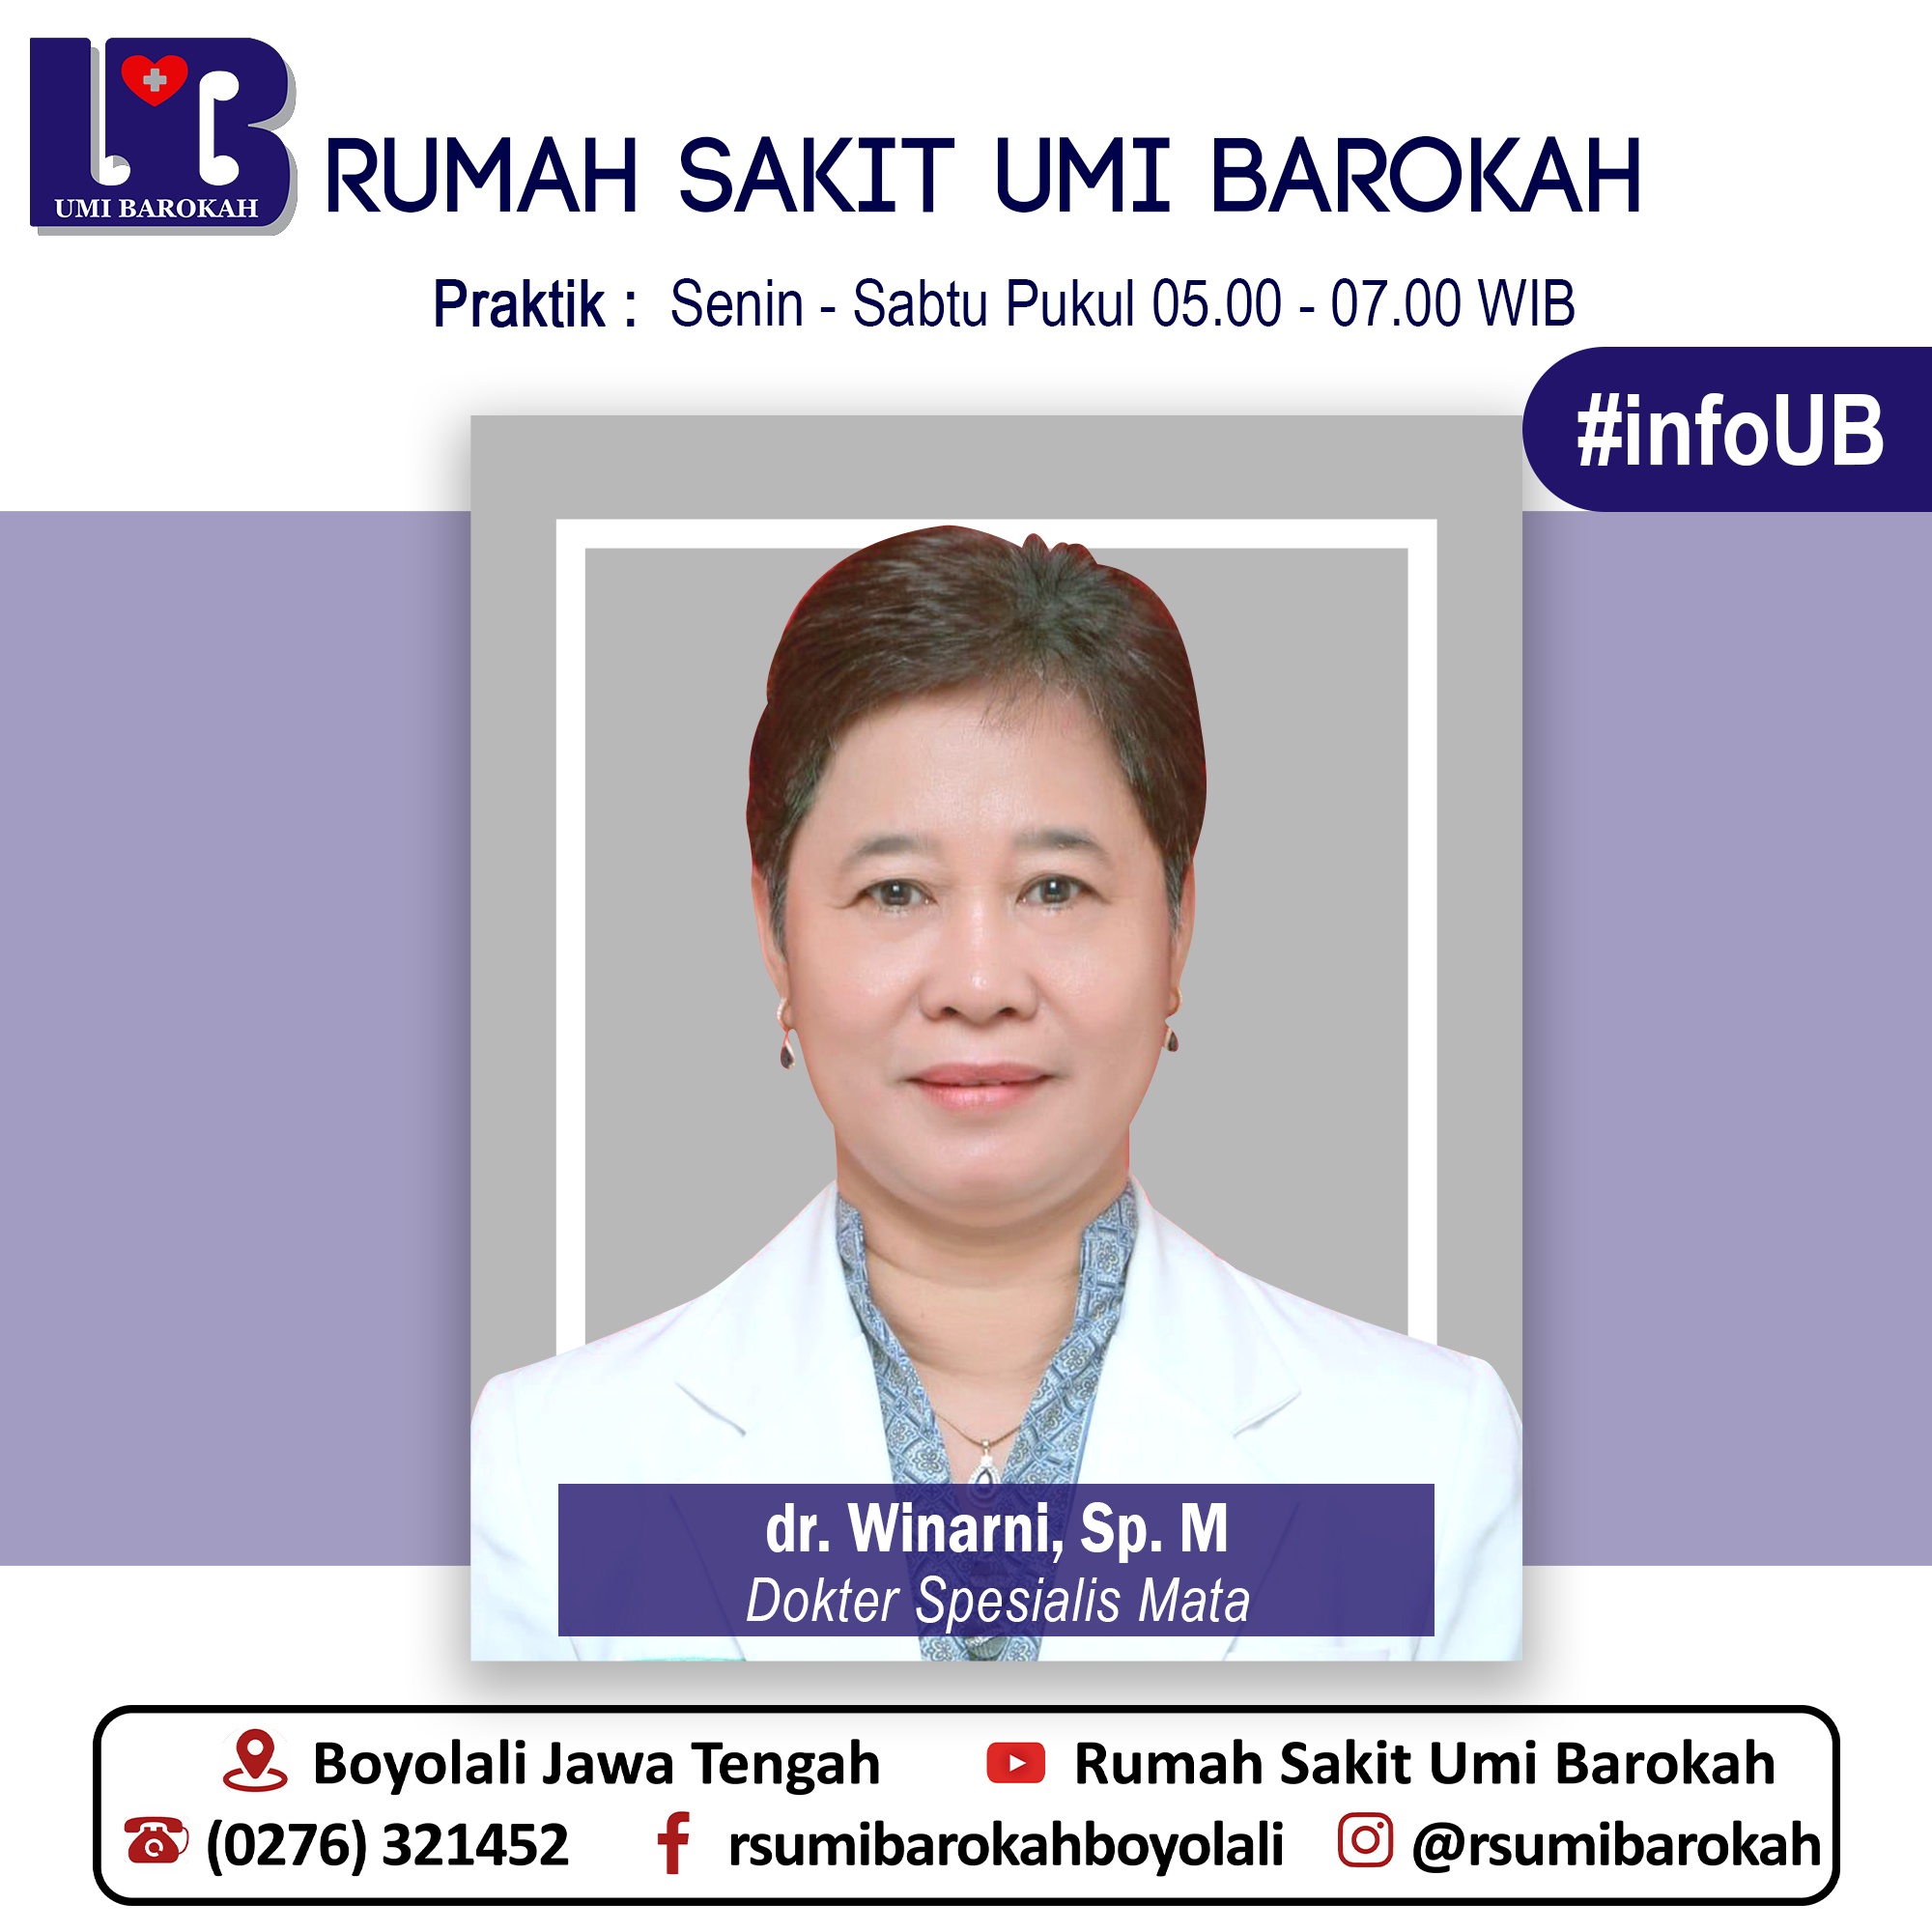 UMI BAROKAH
RUMAH SAKIT UMI BAROKAH
Praktik : Senin - Sabtu Pukul 05.00 - 07.00 WIB
#infoUB
dr. Winarni, Sp. M
Dokter Spesialis Mata
Boyolali Jawa Tengah
Rumah Sakit Umi Barokah
(0276) 321452
rsumibarokahboyolali
@rsumibarokah